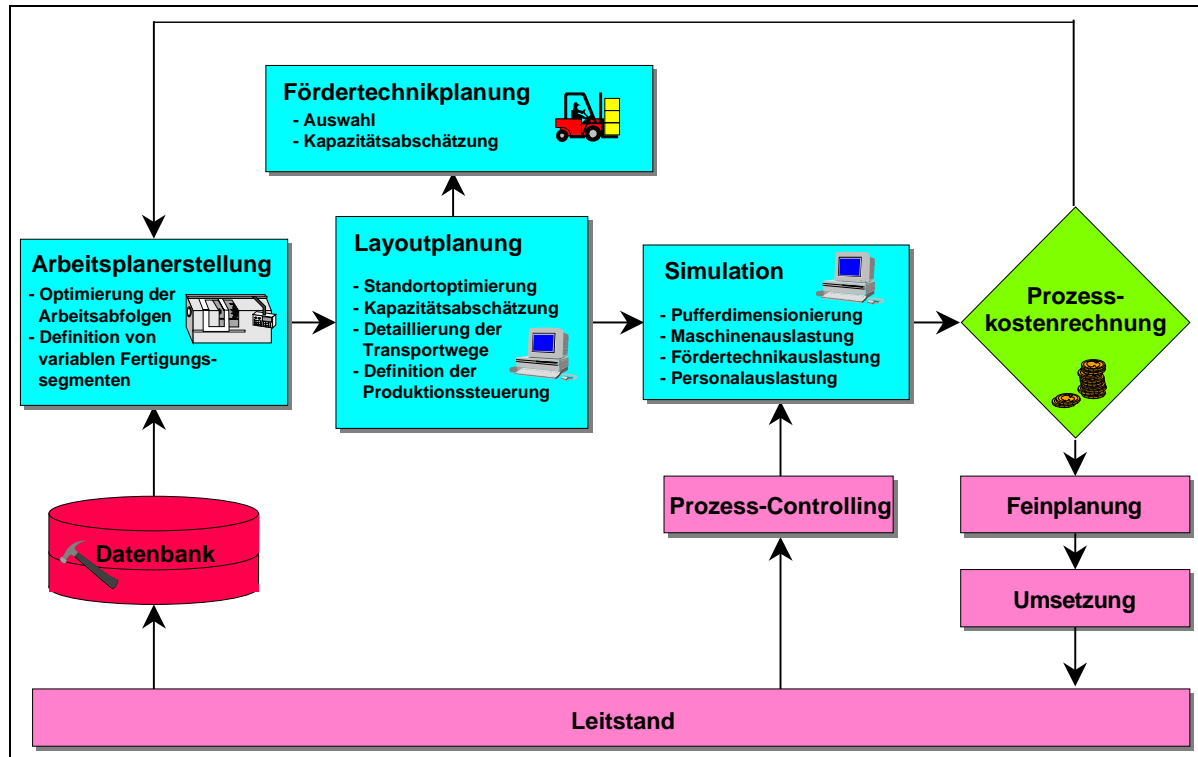 Fördertechnikplanung
- Auswahl
- Kapazitätsabschätzung
Arbeitsplanerstellung
- Optimierung der
Arbeitsabfolgen
- Definition von
variablen Fertigungs-
segmenten
Layoutplanung
- Standortoptimierung
- Kapazitätsabschätzung
- Detaillierung der
Transportwege
- Definition der
Produktionssteuerung
Simulation
- Pufferdimensionierung
- Maschinenauslastung
- Fördertechnikauslastung
- Personalauslastung
Prozess-
kostenrechnung
Datenbank
Prozess-Controlling
Feinplanung
Umsetzung
Leitstand